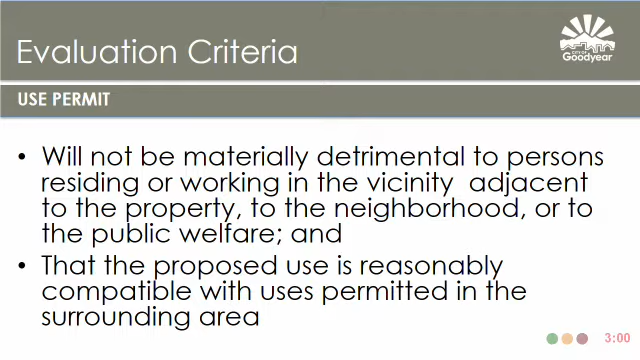 Evaluation Criteria
CITY OF
Goodyear
USE PERMIT
• Will not be materially detrimental to persons
residing or working in the vicinity adjacent
to the property, to the neighborhood, or to
the public welfare; and
• That the proposed use is reasonably
compatible with uses permitted in the
surrounding area
3:00